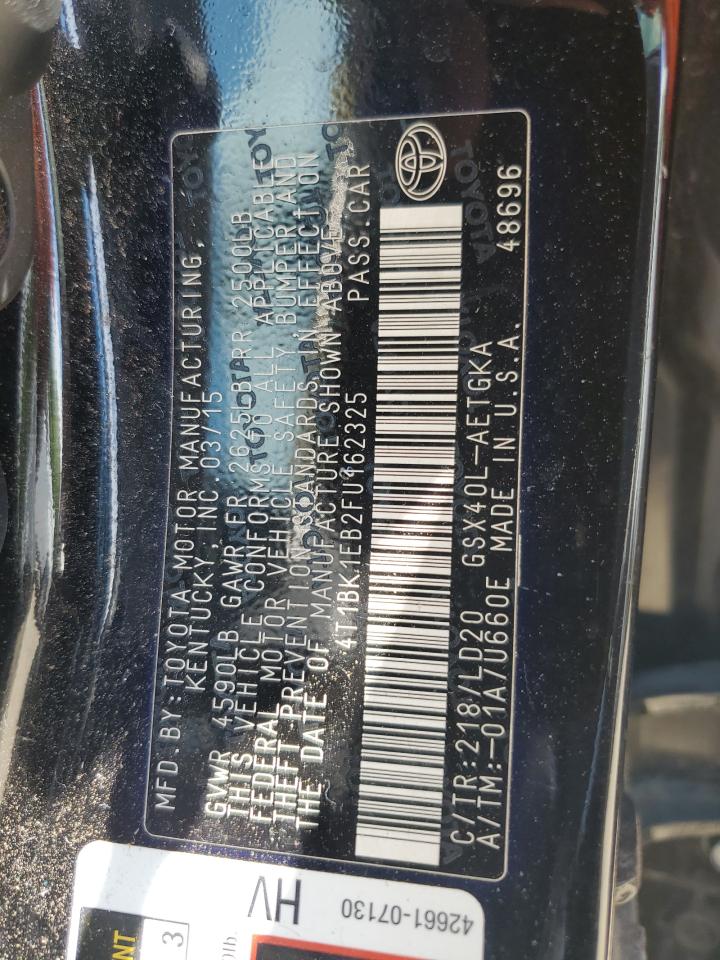 MFD.BY:TOYOTA MOTOR MANUFACTURING,
KENTUCKY, INC 03/15
GVWR 4590LB GAWR FR 2925LB RR 2500LB
THIS VEHICLE CONFORMS TO ALL APPLICABLE
FEDERAL MOTOR VEHICLE SAFETY, BUMPER AND
THEFT PREVENTION STANDARDS IN EFFECT ON
THE DATE OF MANUFACTURE SHOWN ABOVE.
4T1BK1EB2FU162325 PASS CAR
C/TR:218/LD20 GSX40L-AETGKA
A/TM:-01A/U660E MADE IN U.S.A. 48696
HV
42661-07130
3